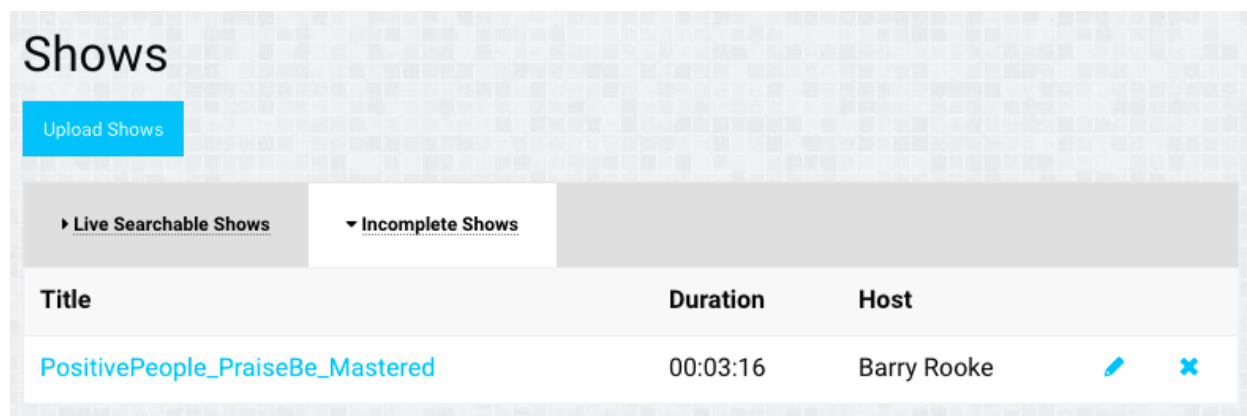 Shows
Upload Shows
Live Searchable Shows Incomplete Shows
Title Duration Host
PositivePeople_PraiseBe_Mastered 00:03:16 Barry Rooke